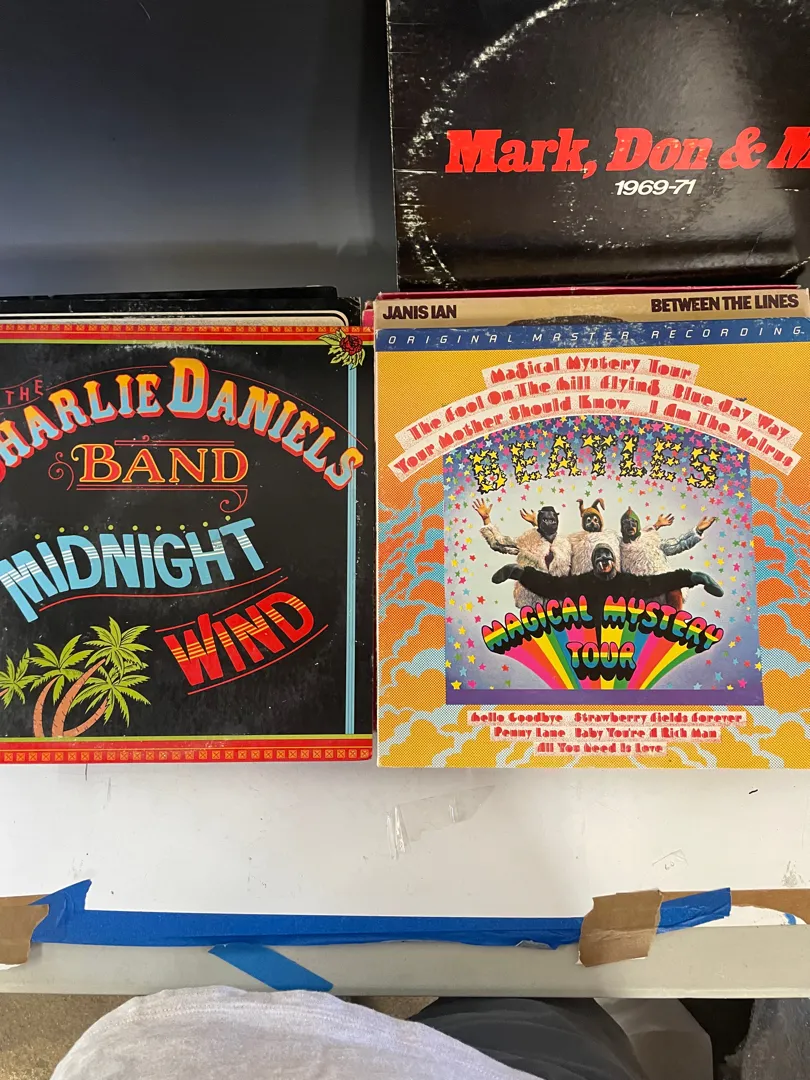 Mark, Don & M
1969-71
THE
CHARLIE DANIELS
BAND
MIDNIGHT
WIND
JANIS IAN
BETWEEN THE LINES
ORIGINAL MASTER RECORDING
Magical Mystery Tour
The Fool On The Hill Flying Blue Jay Way
Your Mother Should Know I Am The Walrus
BEATLES
MAGICAL MYSTERY
TOUR
Hello Goodbye Strawberry Fields Forever
Penny Lane Baby You're A Rich Man
All You Need Is Love